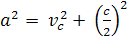 a² = v_c² + (c/2)²